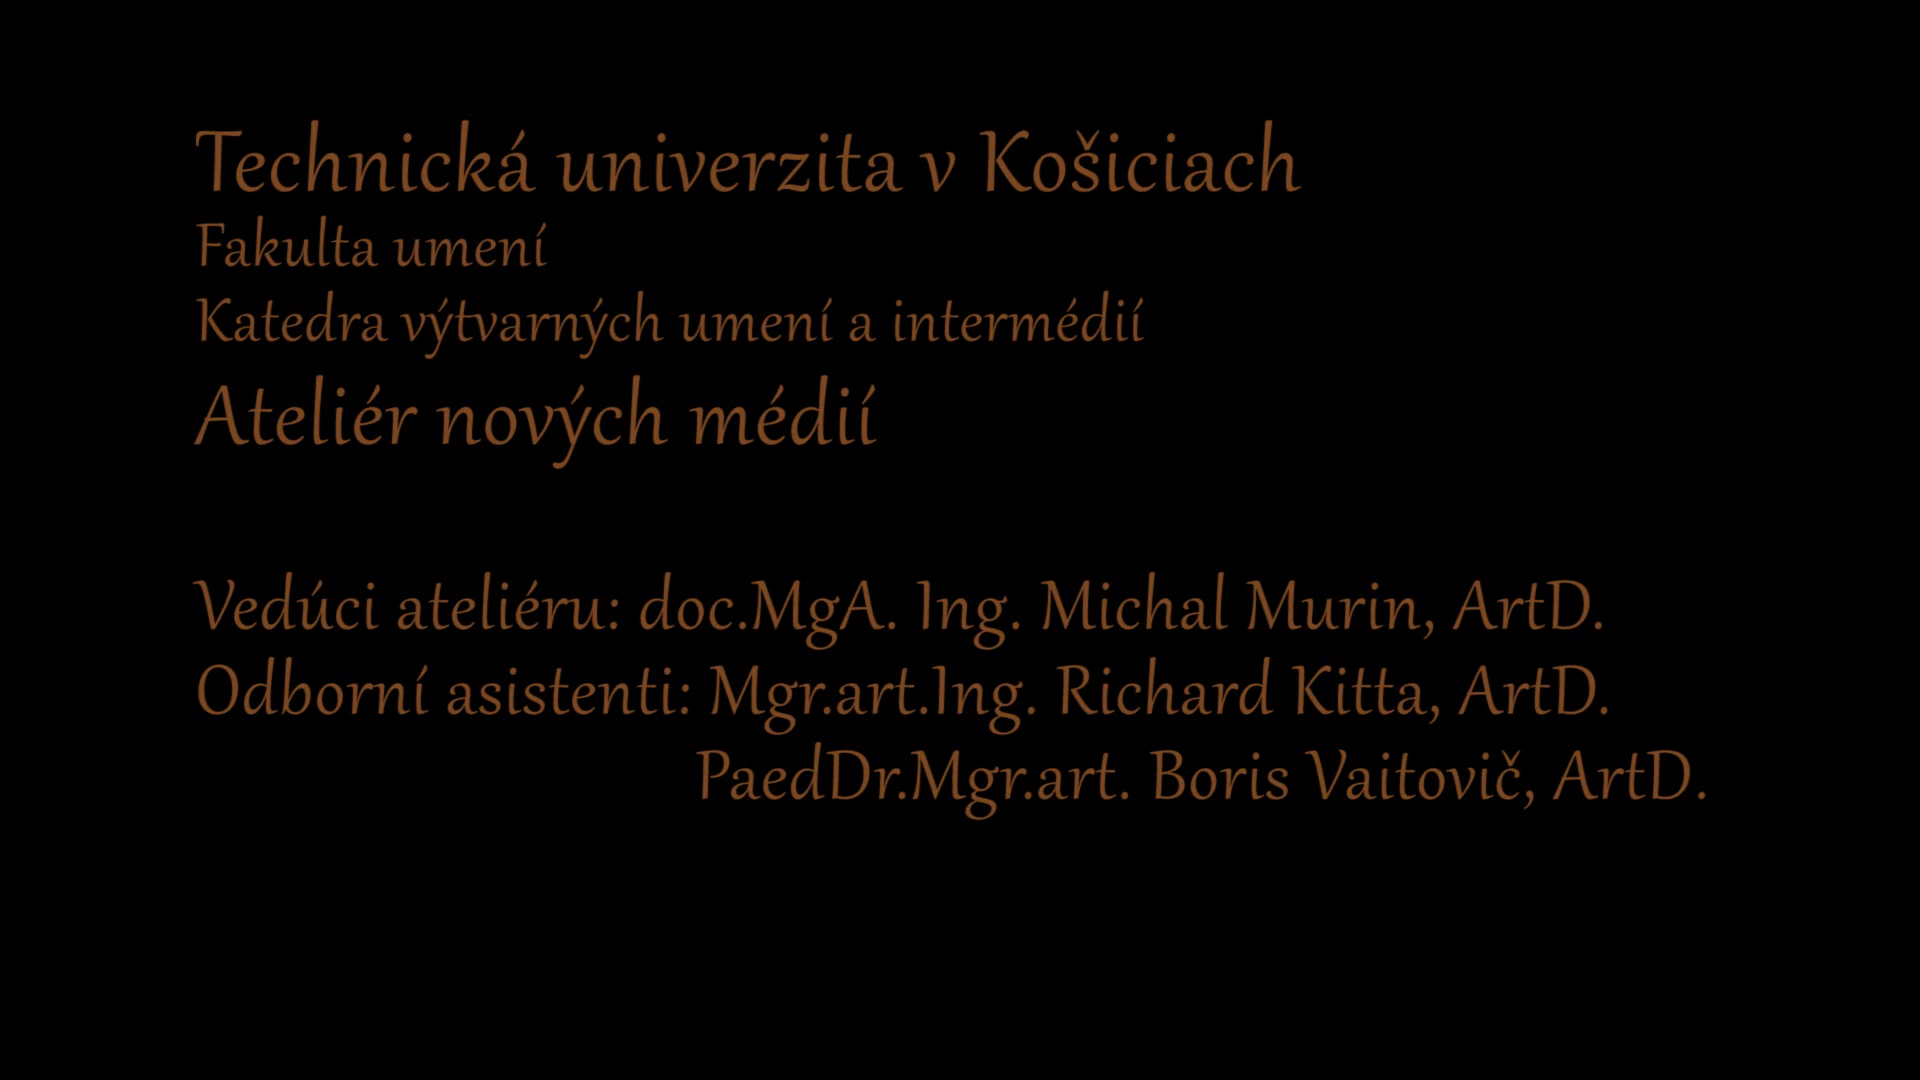 Technická univerzita v Košiciach
Fakulta umení
Katedra výtvarných umení a intermédií
Ateliér nových médií
Vedúci ateliéru: doc.MgA. Ing. Michal Murin, ArtD.
Odborní asistenti: Mgr.art.Ing. Richard Kitta, ArtD.
PaedDr.Mgr.art. Boris Vaitovič, ArtD.